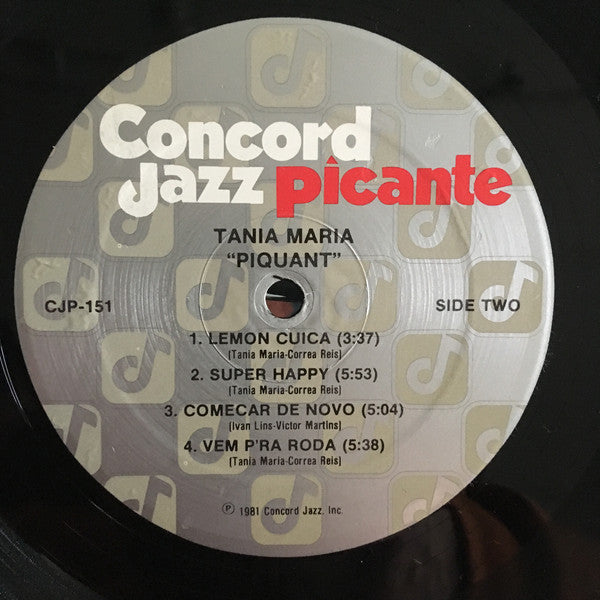 Concord
Jazz picante
TANIA MARIA
"PIQUANT"
CJP-151
SIDE TWO
1. LEMON CUICA (3:37)
(Tania Maria-Correa Reis)
2. SUPER HAPPY (5:53)
(Tania Maria-Correa Reis)
3. COMECAR DE NOVO (5:04)
(Ivan Lins-Victor Martins)
4. VEM P'RA RODA (5:38)
(Tania Maria-Correa Reis)
℗ 1981 Concord Jazz, Inc.